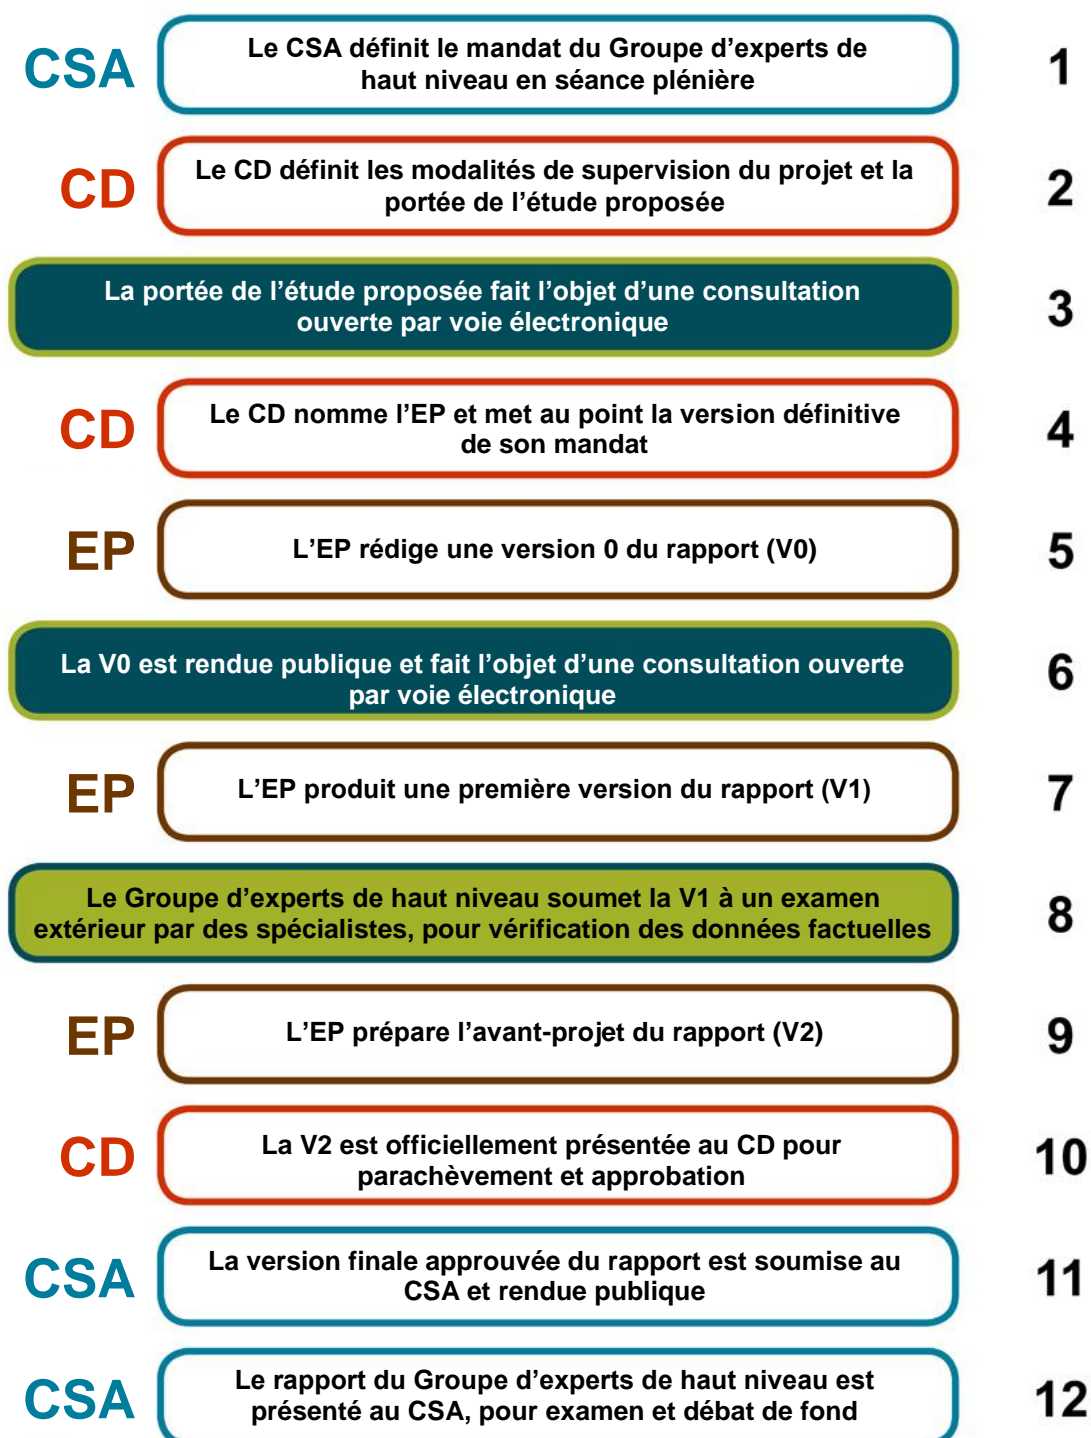 CSA
Le CSA définit le mandat du Groupe d’experts de
haut niveau en séance plénière
1
CD
Le CD définit les modalités de supervision du projet et la
portée de l’étude proposée
2
La portée de l’étude proposée fait l’objet d’une consultation
ouverte par voie électronique
3
CD
Le CD nomme l’EP et met au point la version définitive
de son mandat
4
EP
L’EP rédige une version 0 du rapport (V0)
5
La V0 est rendue publique et fait l’objet d’une consultation ouverte
par voie électronique
6
EP
L’EP produit une première version du rapport (V1)
7
Le Groupe d’experts de haut niveau soumet la V1 à un examen
extérieur par des spécialistes, pour vérification des données factuelles
8
EP
L’EP prépare l’avant-projet du rapport (V2)
9
CD
La V2 est officiellement présentée au CD pour
parachèvement et approbation
10
CSA
La version finale approuvée du rapport est soumise au
CSA et rendue publique
11
CSA
Le rapport du Groupe d’experts de haut niveau est
présenté au CSA, pour examen et débat de fond
12